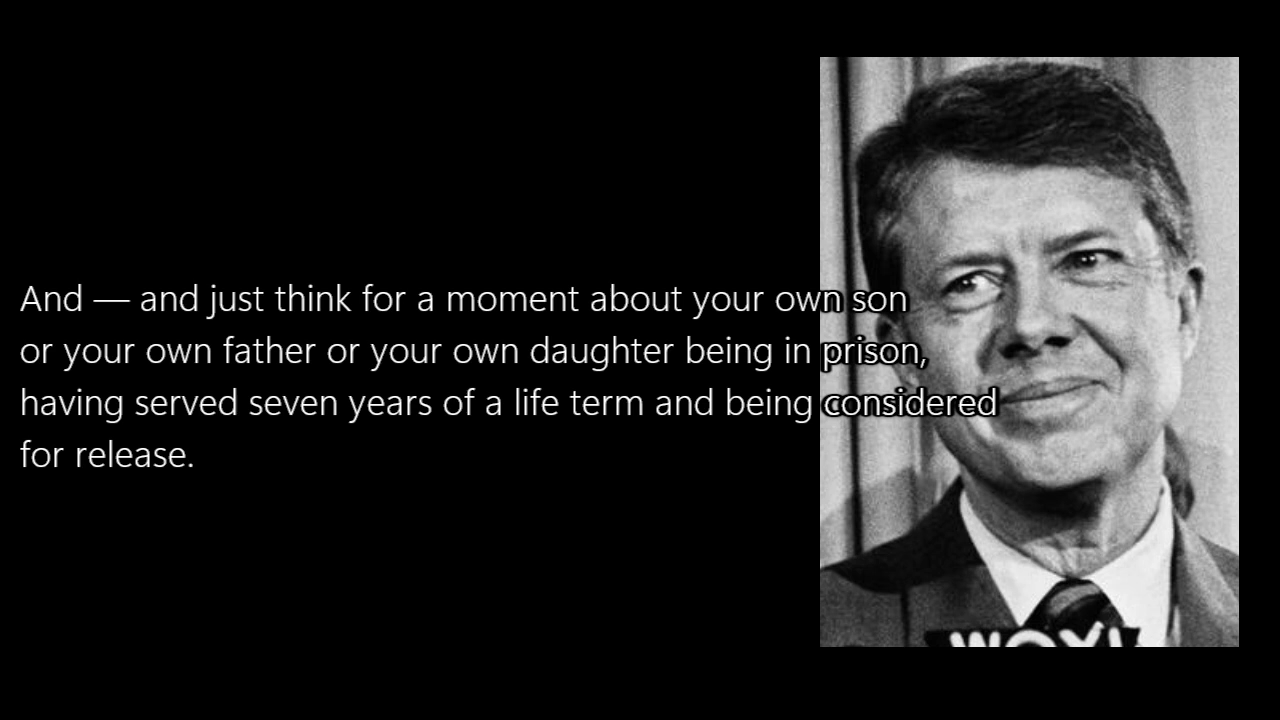 And — and just think for a moment about your own son
or your own father or your own daughter being in prison,
having served seven years of a life term and being considered
for release.